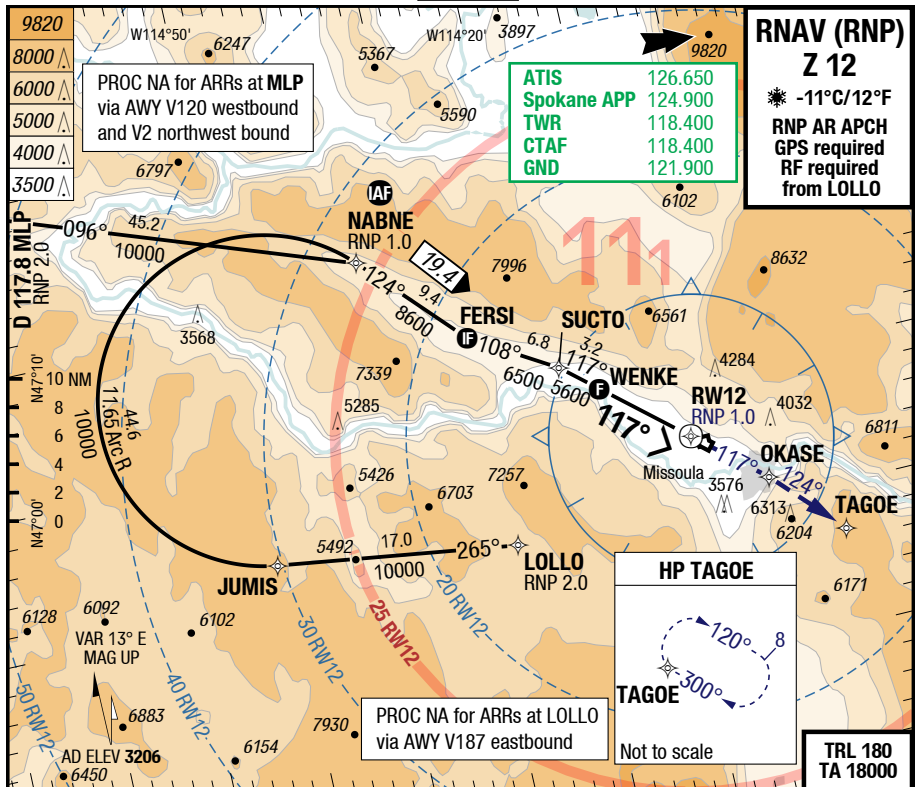 9820
8000
6000
5000
4000
3500
W114°50'
6247
5367
W114°20'
3897
9820
RNAV (RNP)
Z 12
-11°C/12°F
RNP AR APCH
GPS required
RF required
from LOLLO
PROC NA for ARRs at MLP
via AWY V120 westbound
and V2 northwest bound
5590
ATIS 126.650
Spokane APP 124.900
TWR 118.400
CTAF 118.400
GND 121.900
6797
6102
D 117.8 MLP
RNP 2.0
096°
45.2
10000
IAF
NABNE
RNP 1.0
11 1
19.4
7996
8632
124°
9.4
8600
FERSI
IF
108°
6.8
6500
SUCTO
3.2
117°
5600
6561
3568
7339
F
WENKE
117°
4284
RW12
RNP 1.0
4032
N47°10'
10 NM
8
6
4
2
0
N47°00'
44.6
11.65 Arc R
10000
5285
6811
OKASE
117°
124°
Missoula
3576
6313
6204
TAGOE
5426
6703
7257
5492
17.0
10000
265°
LOLLO
RNP 2.0
JUMIS
HP TAGOE
120°
8
TAGOE
300°
Not to scale
6171
6128
6092
6102
VAR 13° E
MAG UP
50 RW12
40 RW12
30 RW12
25 RW12
20 RW12
6883
AD ELEV 3206
6450
6154
7930
PROC NA for ARRs at LOLLO
via AWY V187 eastbound
TRL 180
TA 18000